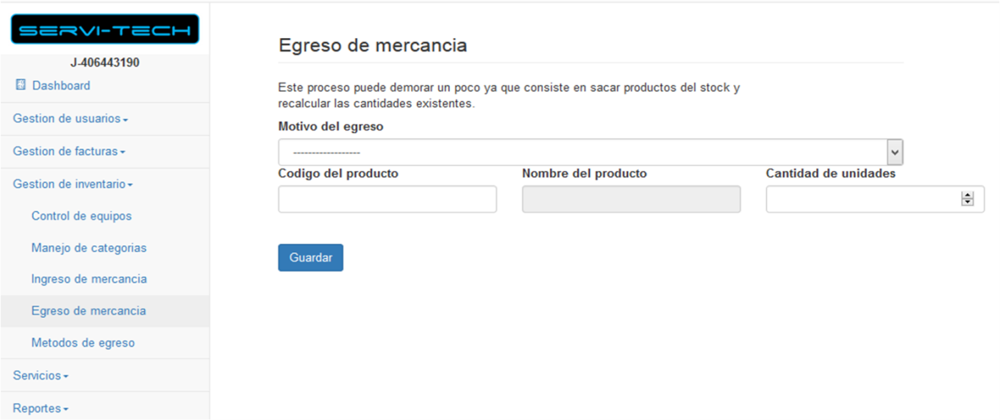 SERVI-TECH
J-406443190
Dashboard
Gestion de usuarios
Gestion de facturas
Gestion de inventario
Control de equipos
Manejo de categorias
Ingreso de mercancia
Egreso de mercancia
Metodos de egreso
Servicios
Reportes
Egreso de mercancia
Este proceso puede demorar un poco ya que consiste en sacar productos del stock y
recalcular las cantidades existentes.
Motivo del egreso
------------------
Codigo del producto
Nombre del producto
Cantidad de unidades
Guardar